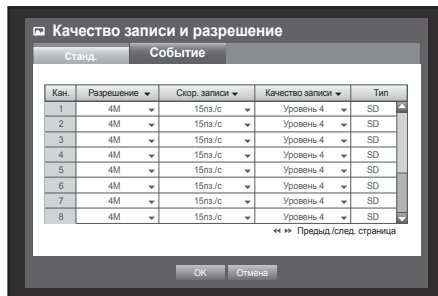 Качество записи и разрешение
Станд. Событие
Кан. Разрешение Скор. записи Качество записи Тип
1 4M 15пз./с Уровень 4 SD
2 4M 15пз./с Уровень 4 SD
3 4M 15пз./с Уровень 4 SD
4 4M 15пз./с Уровень 4 SD
5 4M 15пз./с Уровень 4 SD
6 4M 15пз./с Уровень 4 SD
7 4M 15пз./с Уровень 4 SD
8 4M 15пз./с Уровень 4 SD
Предыд./след. страница
OK Отмена